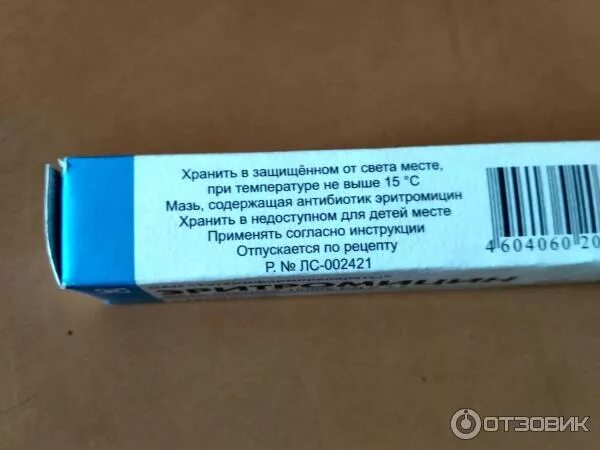 Хранить в защищённом от света месте,
при температуре не выше 15 °С
Мазь, содержащая антибиотик эритромицин
Хранить в недоступном для детей месте
Применять согласно инструкции
Отпускается по рецепту
Р. № ЛС-002421
4 604060 20
ЭРИТРОМИЦИН
ОТЗОВИК